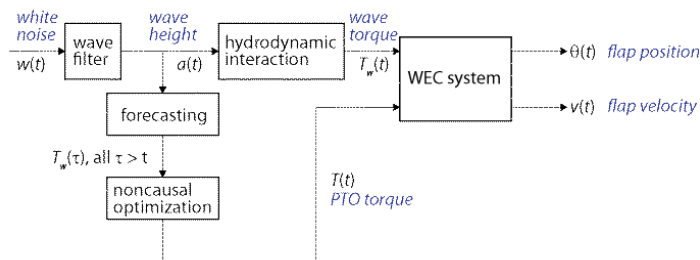 white noise
w(t)
wave filter
wave height
a(t)
hydrodynamic interaction
wave torque
T_w(t)
WEC system
θ(t) flap position
v(t) flap velocity
forecasting
T_w(τ), all τ > t
noncausal optimization
T(t)
PTO torque